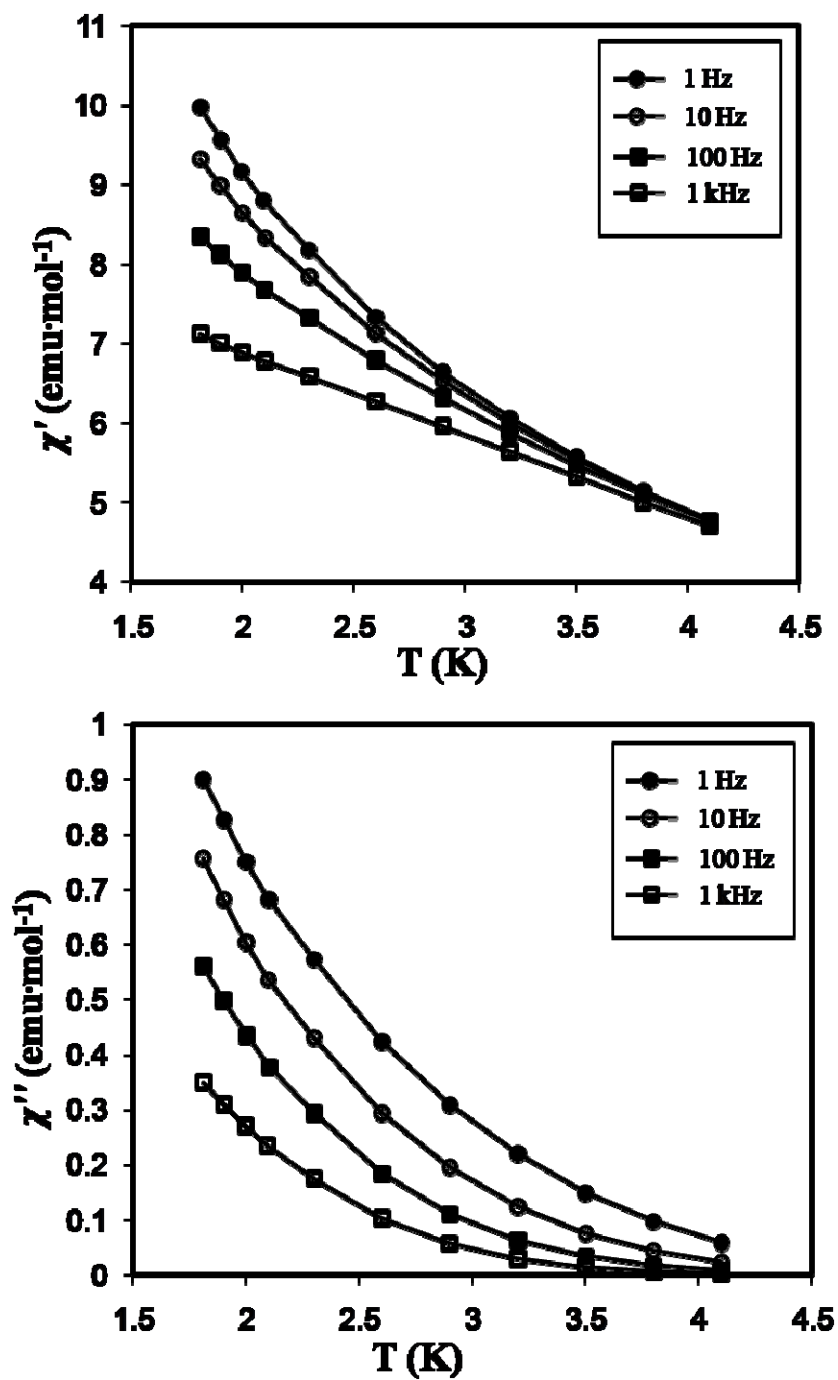 11
10
9
8
7
6
5
4
χ′ (emu·mol⁻¹)
1 Hz
10 Hz
100 Hz
1 kHz
1.5 2 2.5 3 3.5 4 4.5
T (K)
1
0.9
0.8
0.7
0.6
0.5
0.4
0.3
0.2
0.1
0
χ′′ (emu·mol⁻¹)
1 Hz
10 Hz
100 Hz
1 kHz
1.5 2 2.5 3 3.5 4 4.5
T (K)